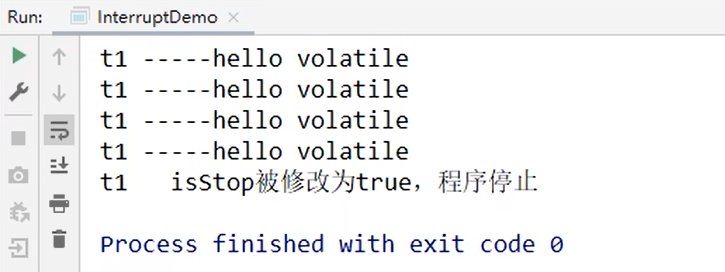 Run: InterruptDemo ×
t1 -----hello volatile
t1 -----hello volatile
t1 -----hello volatile
t1 -----hello volatile
t1   isStop被修改为true，程序停止
Process finished with exit code 0